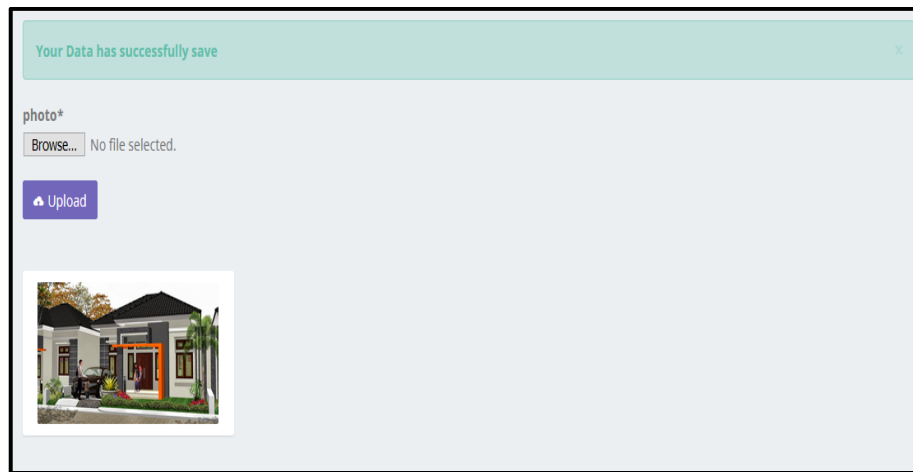 Your Data has successfully save x
photo*
Browse... No file selected.
Upload